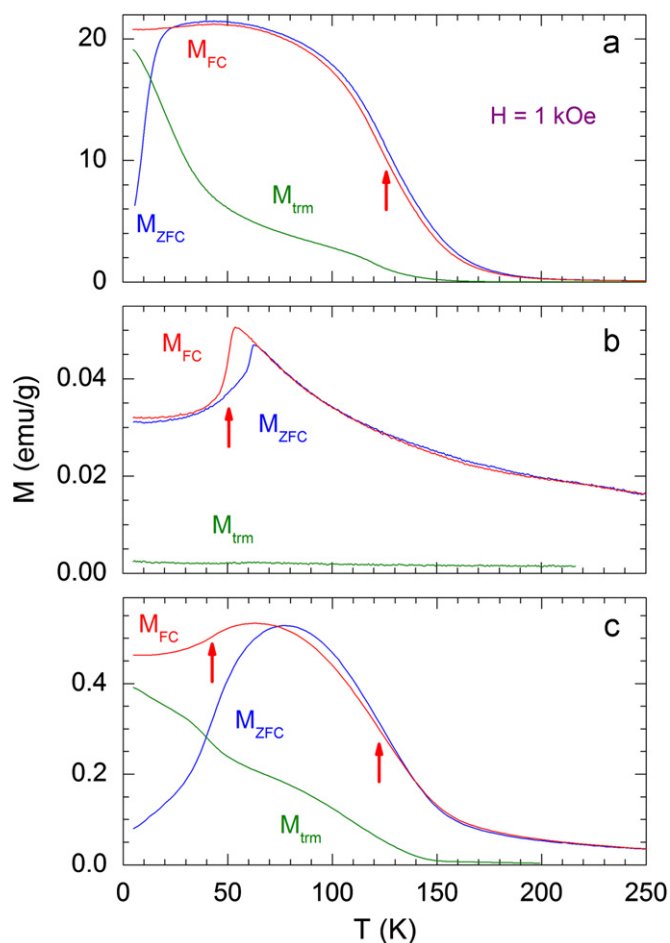 20
10
0
a
M_FC
H = 1 kOe
M_trm
M_ZFC
M (emu/g)
0.04
0.02
0.00
b
M_FC
M_ZFC
M_trm
0.4
0.2
0.0
c
M_FC
M_ZFC
M_trm
0 50 100 150 200 250
T (K)